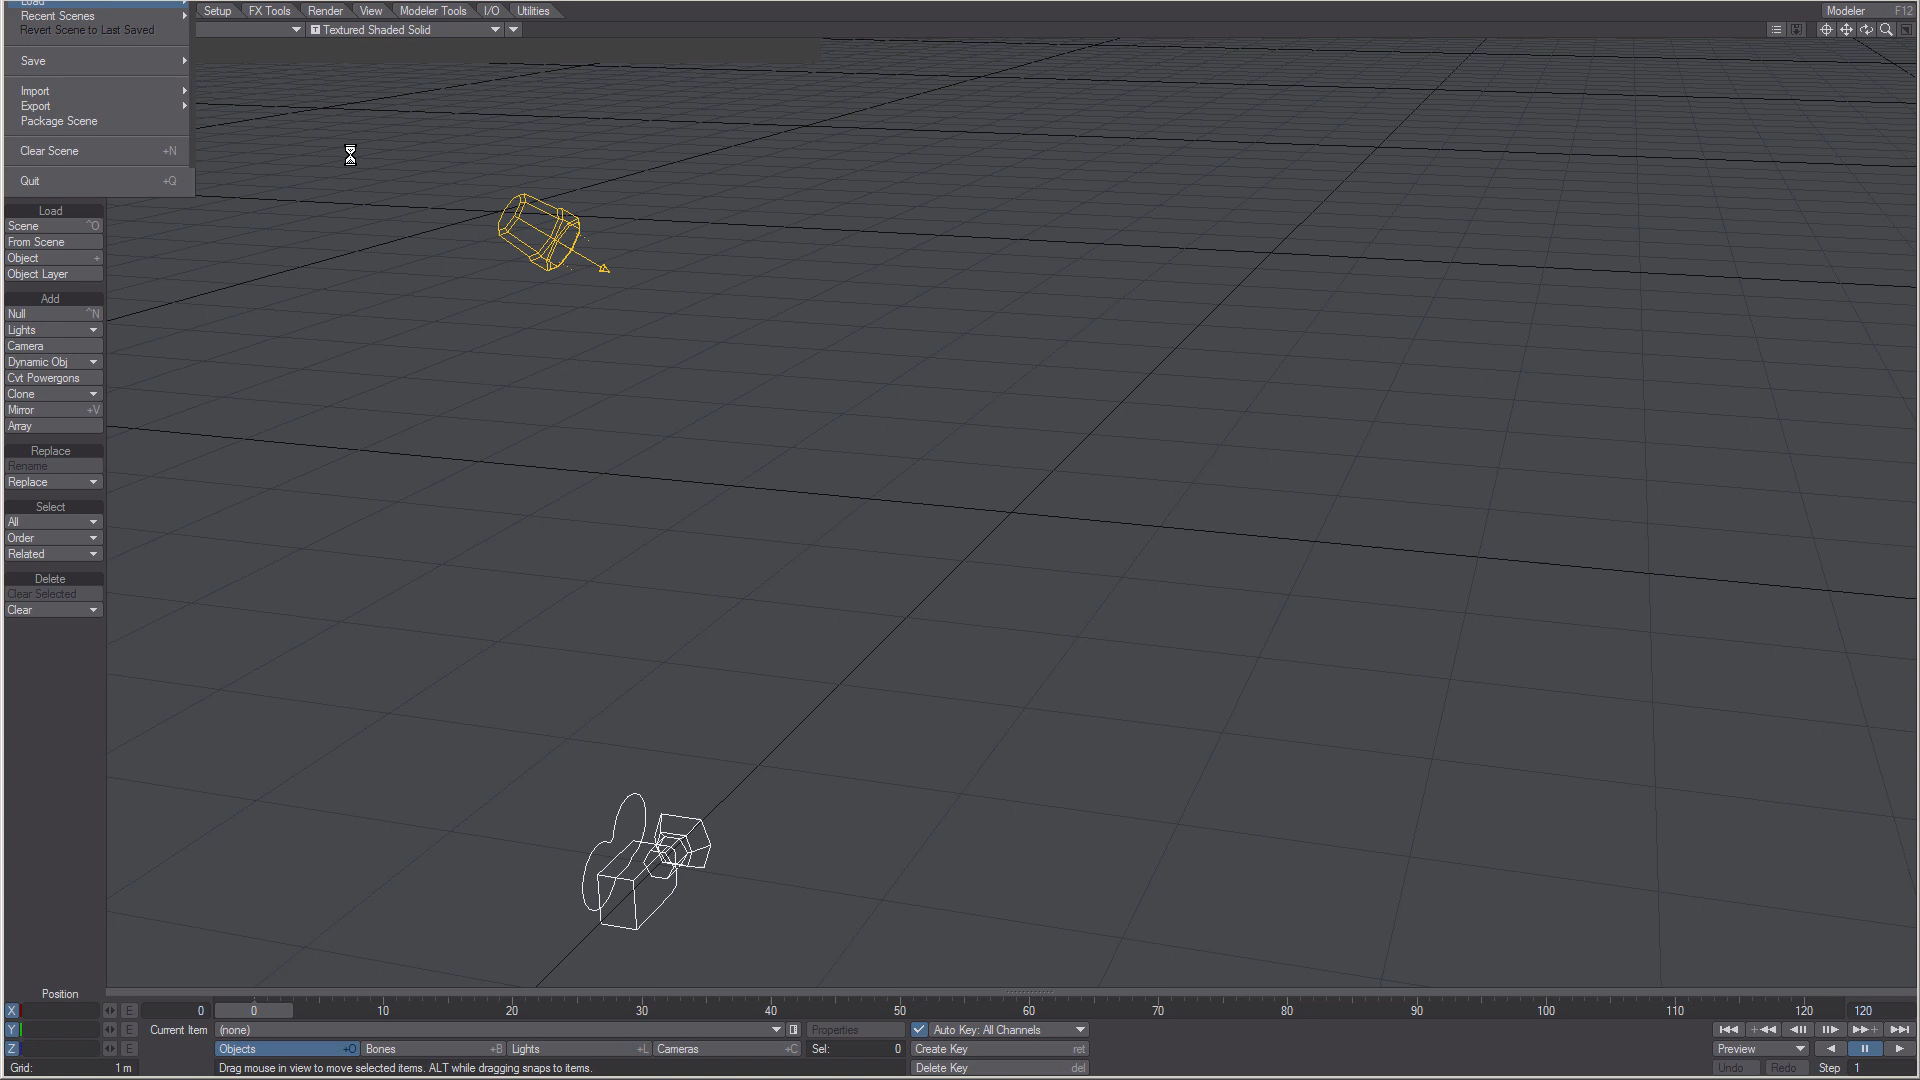 Load
Recent Scenes
Revert Scene to Last Saved
Save
Import
Export
Package Scene
Clear Scene +N
Quit +Q
Setup FX Tools Render View Modeler Tools I/O Utilities
Modeler F12
T Textured Shaded Solid
Load
Scene ^O
From Scene
Object +
Object Layer
Add
Null ^N
Lights
Camera
Dynamic Obj
Cvt Powergons
Clone
Mirror +V
Array
Replace
Rename
Replace
Select
All
Order
Related
Delete
Clear Selected
Clear
Position
X E 0 0 10 20 30 40 50 60 70 80 90 100 110 120 120
Y E Current Item (none) Properties Auto Key: All Channels
Z E Objects +O Bones +B Lights +L Cameras +C Sel: 0 Create Key ret Preview
Grid: 1 m Drag mouse in view to move selected items. ALT while dragging snaps to items. Delete Key del Undo Redo Step 1